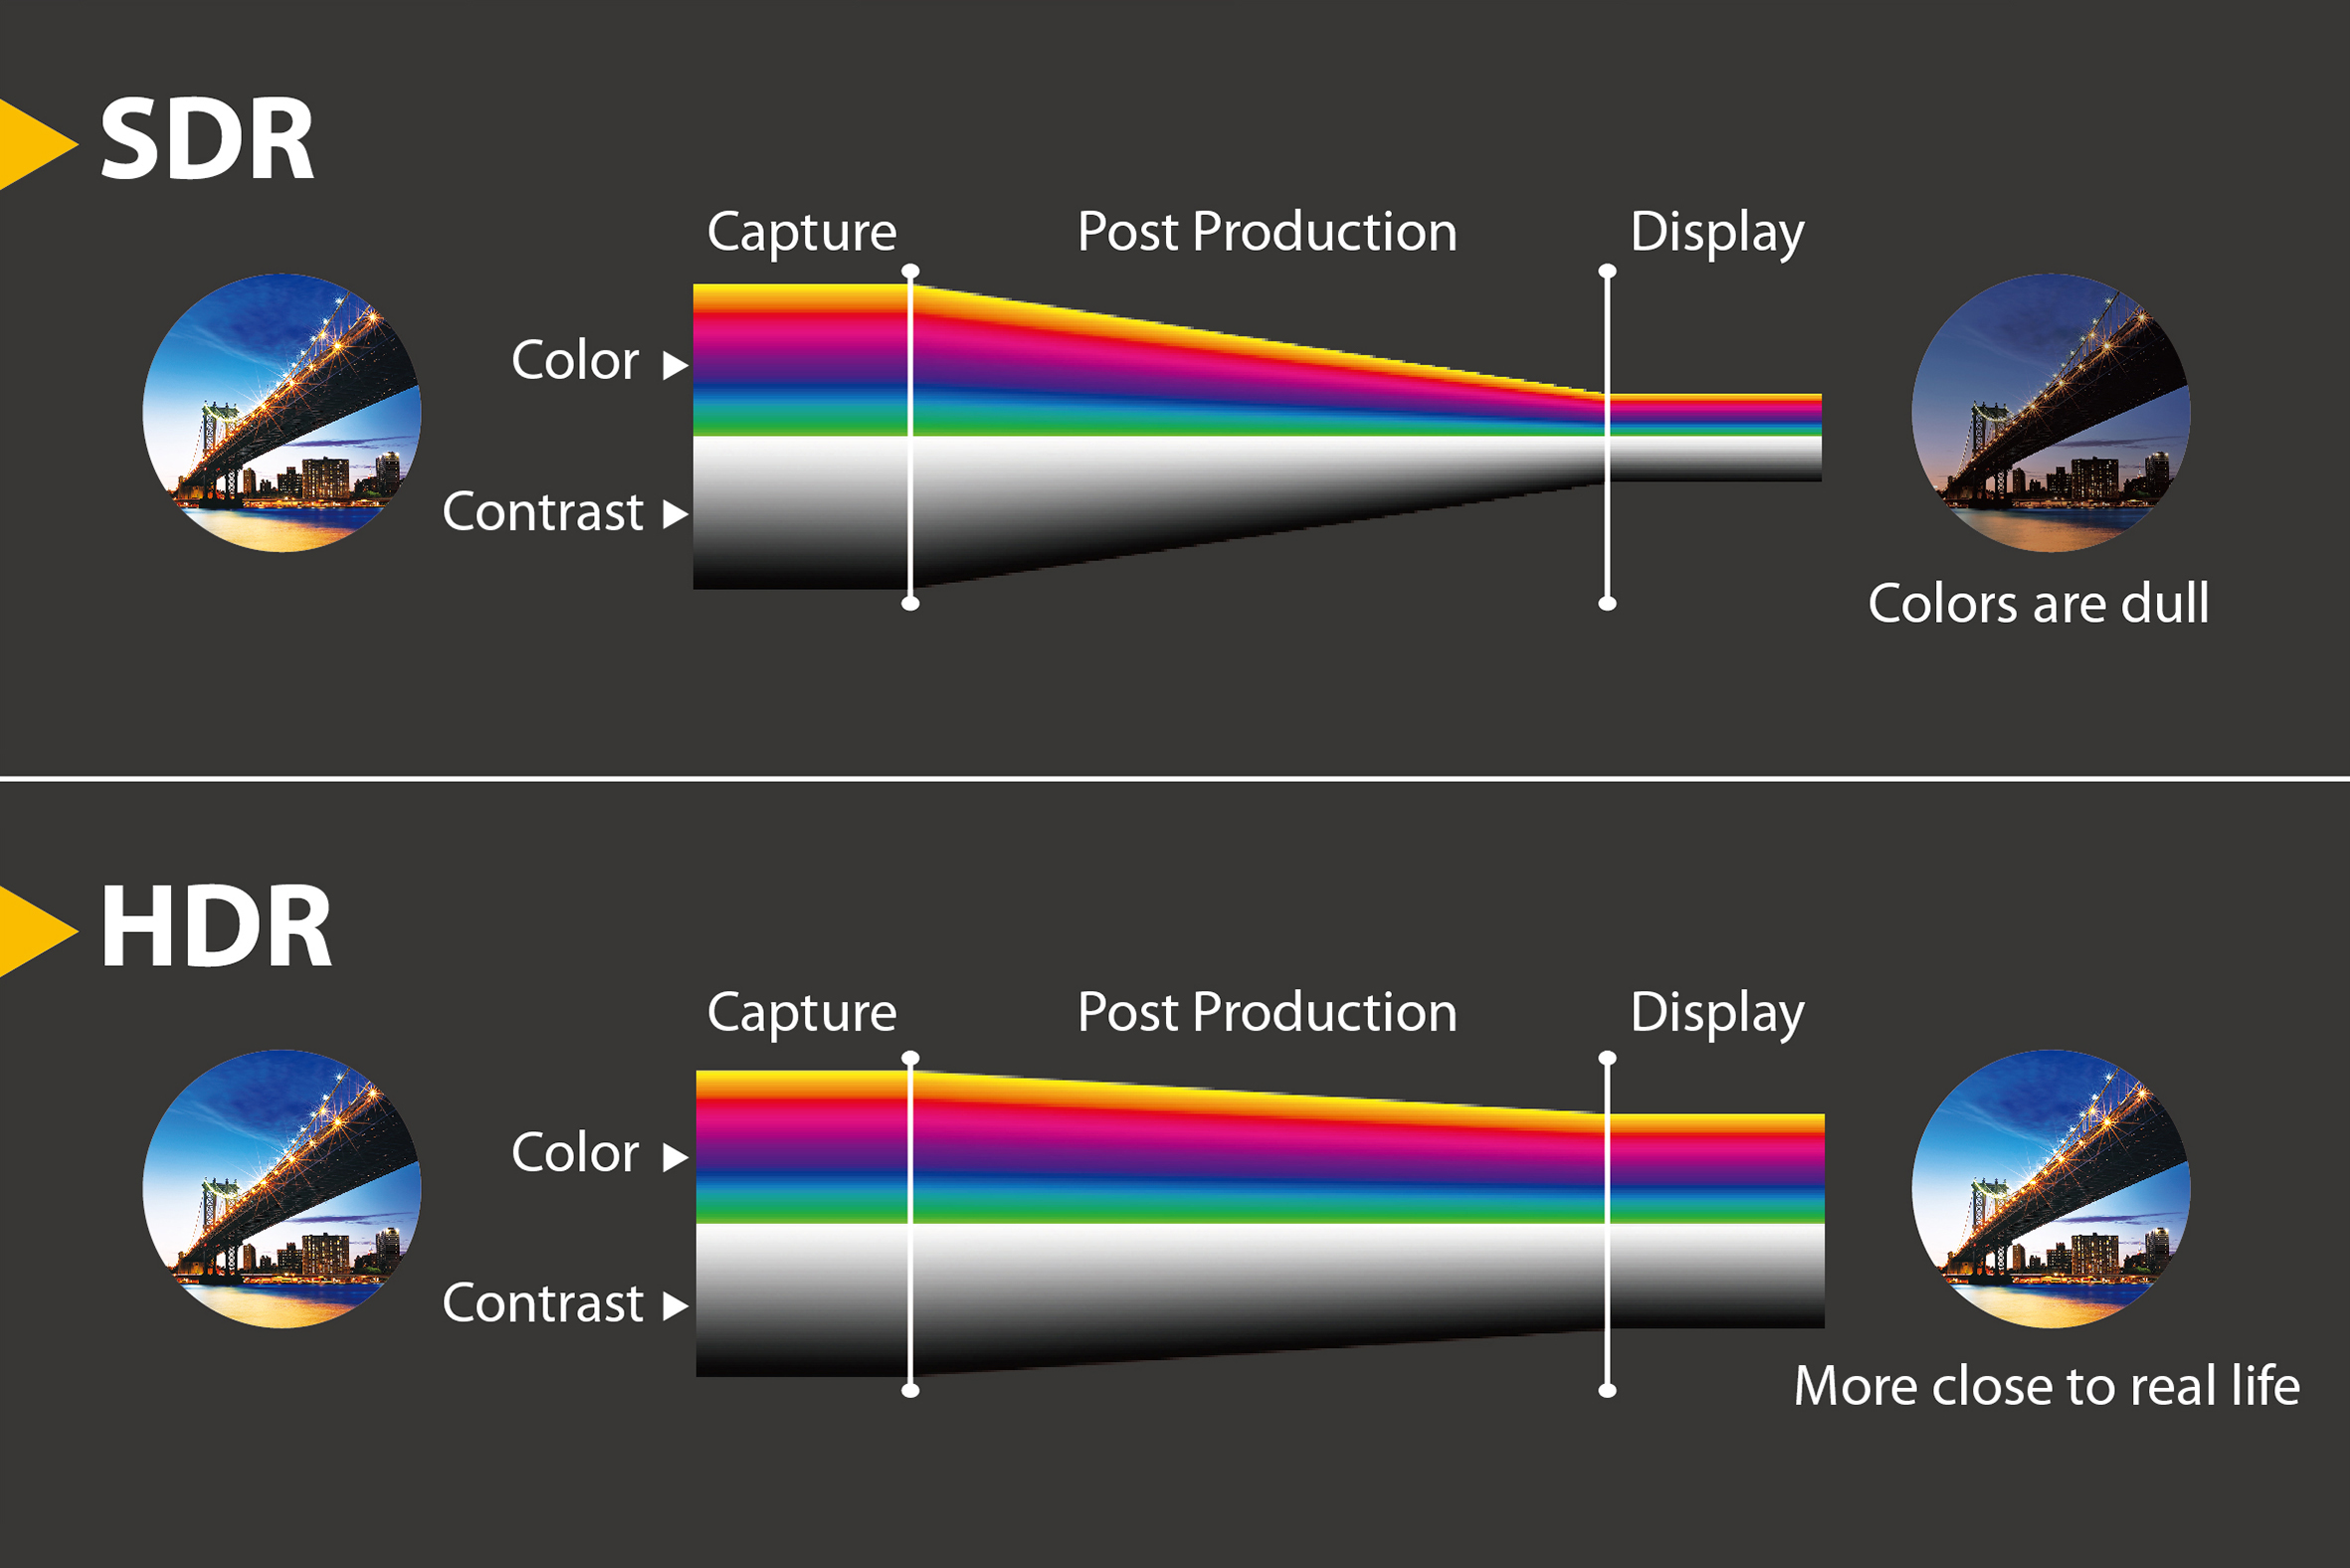 SDR
Capture Post Production Display
Color
Contrast
Colors are dull
HDR
Capture Post Production Display
Color
Contrast
More close to real life